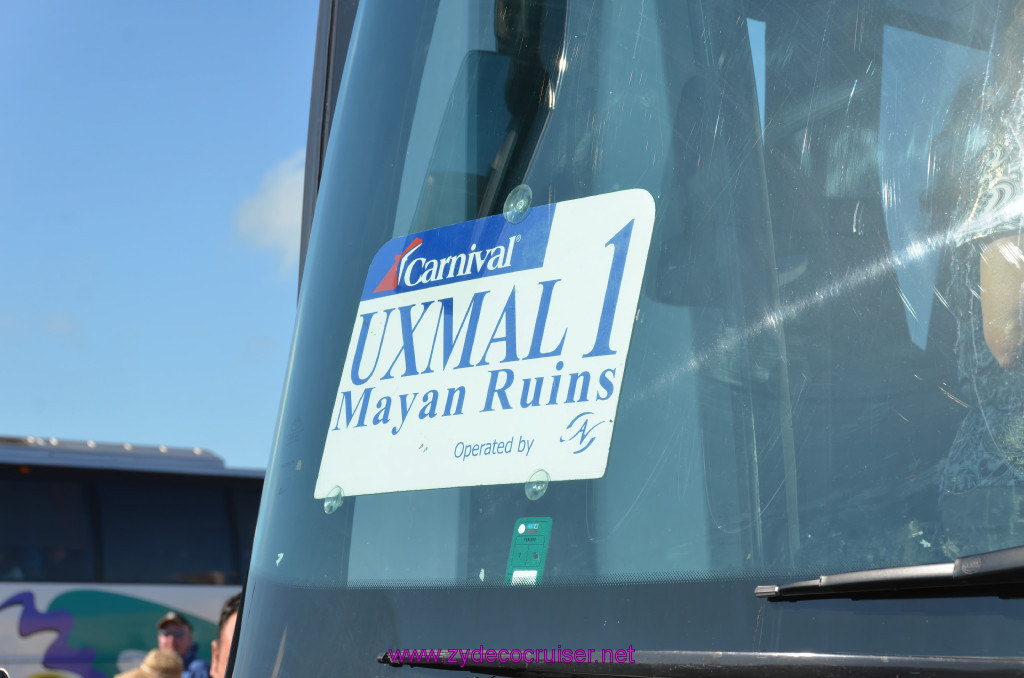 Carnival®
UXMAL 1
Mayan Ruins
Operated by
www.zydecocruiser.net